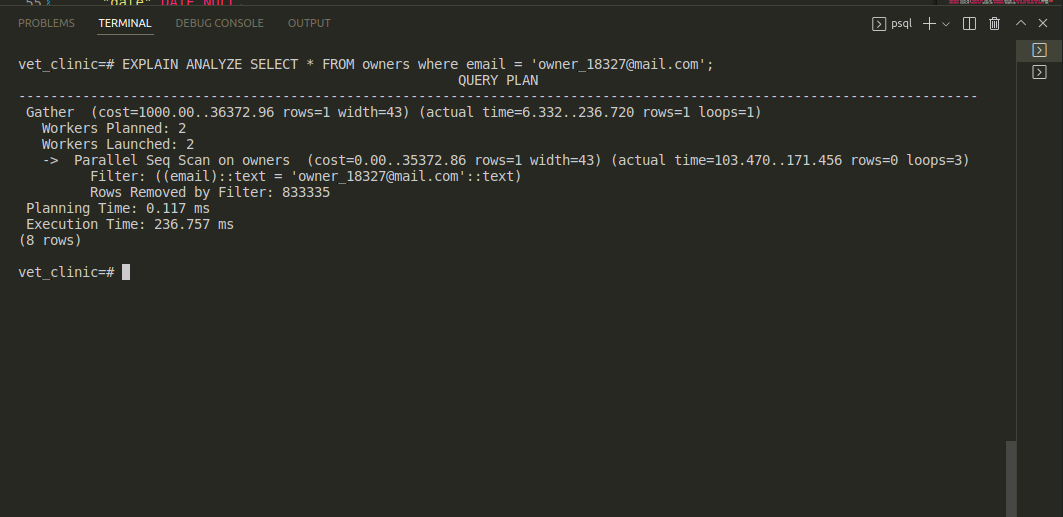 55 "date" DATE NULL,
PROBLEMS TERMINAL DEBUG CONSOLE OUTPUT psql
vet_clinic=# EXPLAIN ANALYZE SELECT * FROM owners where email = 'owner_18327@mail.com';
QUERY PLAN
------------------------------------------------------------------------------------------------------------------------
Gather (cost=1000.00..36372.96 rows=1 width=43) (actual time=6.332..236.720 rows=1 loops=1)
Workers Planned: 2
Workers Launched: 2
-> Parallel Seq Scan on owners (cost=0.00..35372.86 rows=1 width=43) (actual time=103.470..171.456 rows=0 loops=3)
Filter: ((email)::text = 'owner_18327@mail.com'::text)
Rows Removed by Filter: 833335
Planning Time: 0.117 ms
Execution Time: 236.757 ms
(8 rows)
vet_clinic=#